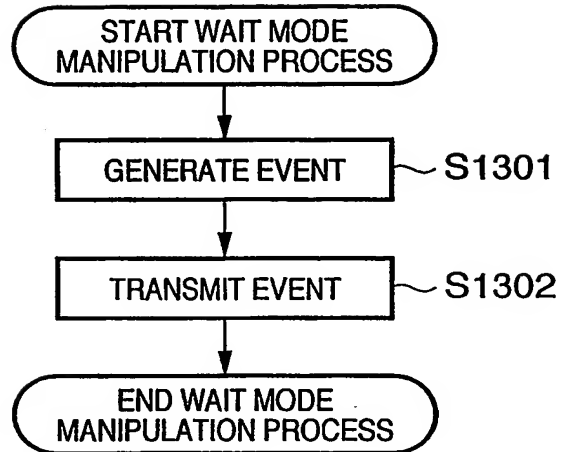 START WAIT MODE
MANIPULATION PROCESS
GENERATE EVENT
S1301
TRANSMIT EVENT
S1302
END WAIT MODE
MANIPULATION PROCESS